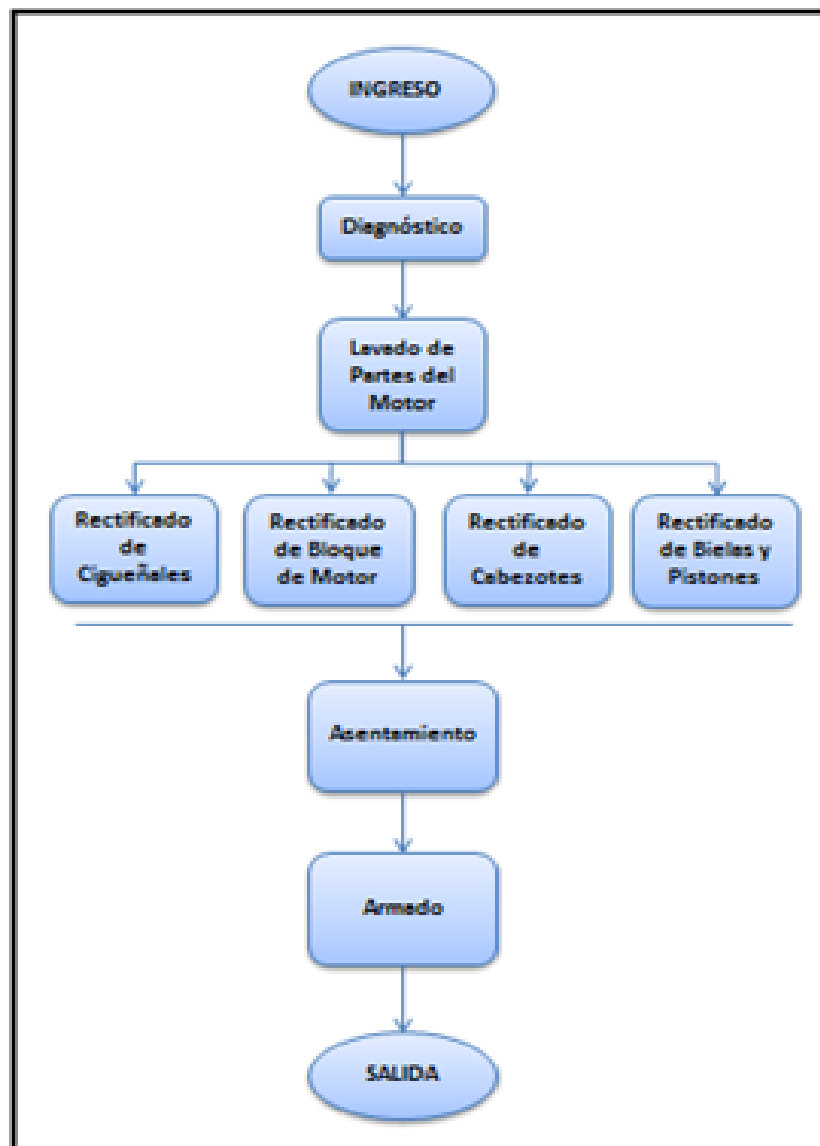 INGRESO
Diagnóstico
Lavado de
Partes del
Motor
Rectificado
de
Cigueñales
Rectificado
de Bloque
de Motor
Rectificado
de
Cabezotes
Rectificado
de Bielas y
Pistones
Asentamiento
Armado
SALIDA